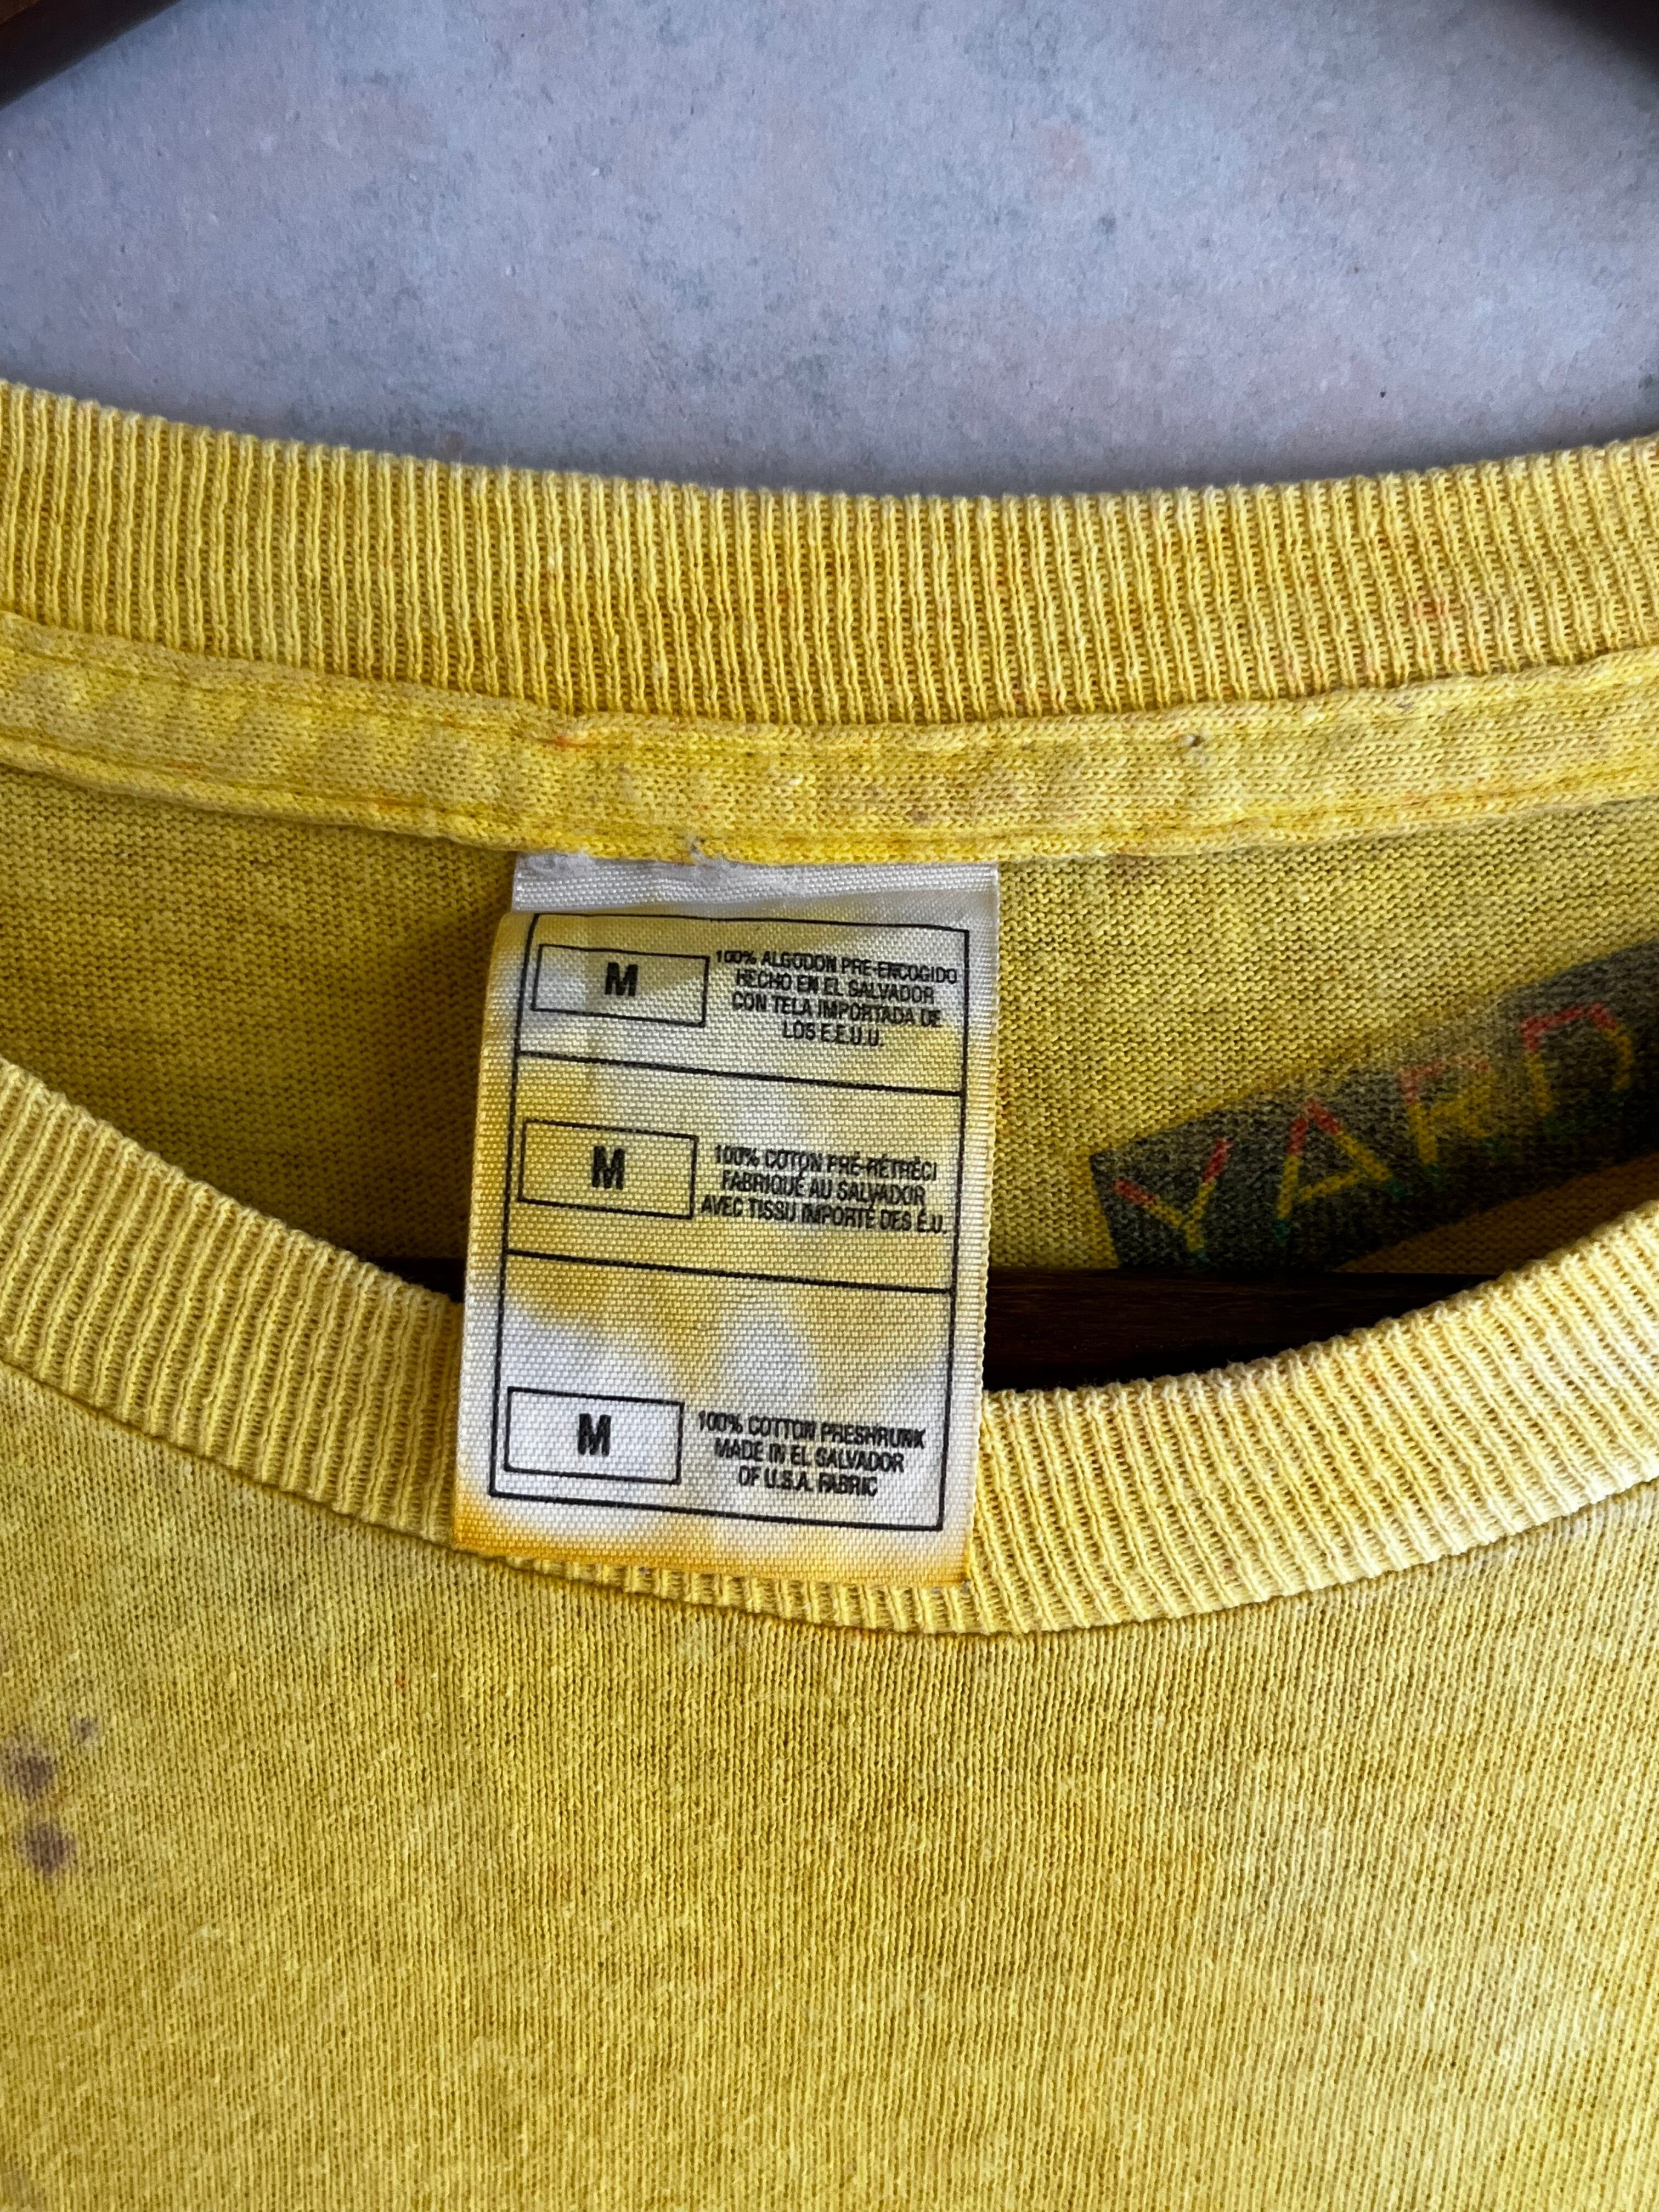 M
100% ALGODON PRE-ENCOGIDO
HECHO EN EL SALVADOR
CON TELA IMPORTADA DE
LOS E.E.U.U.
M
100% COTON PRÉ-RÉTRÉCI
FABRIQUÉ AU SALVADOR
AVEC TISSU IMPORTÉ DES É.U.
M
100% COTTON PRESHRUNK
MADE IN EL SALVADOR
OF U.S.A. FABRIC
YARD